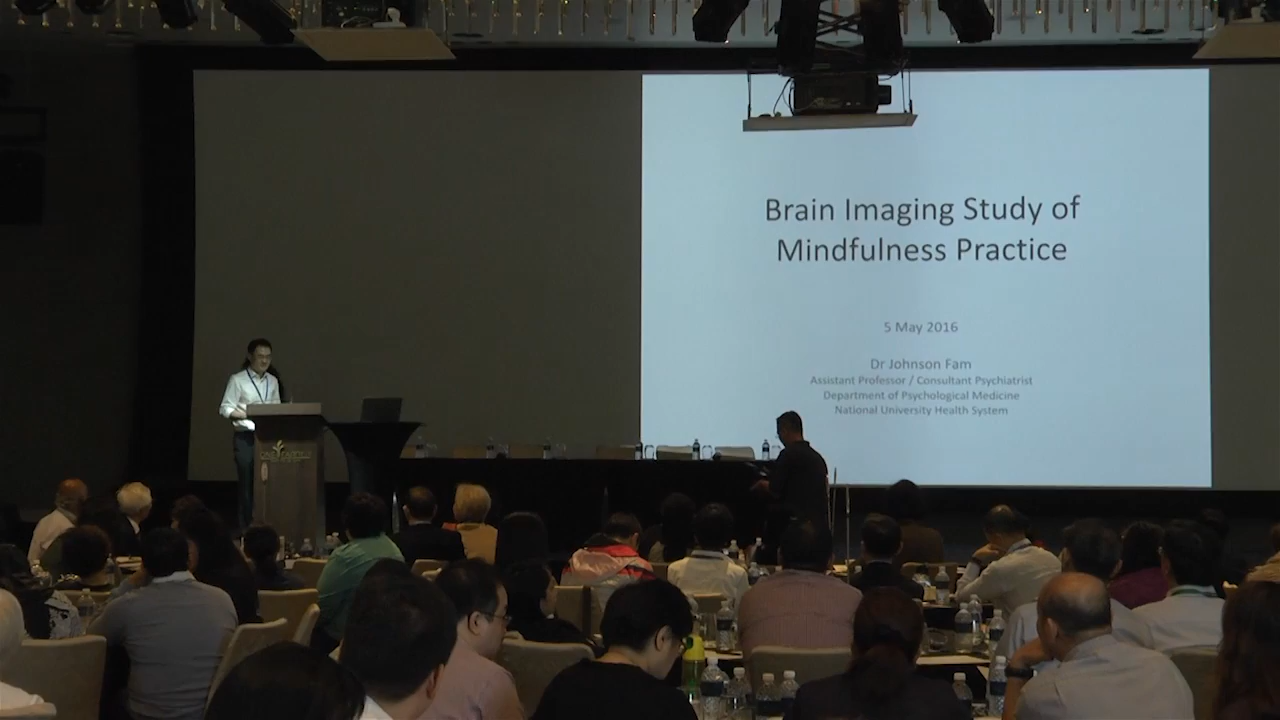 Brain Imaging Study of
Mindfulness Practice
5 May 2016
Dr Johnson Fam
Assistant Professor / Consultant Psychiatrist
Department of Psychological Medicine
National University Health System